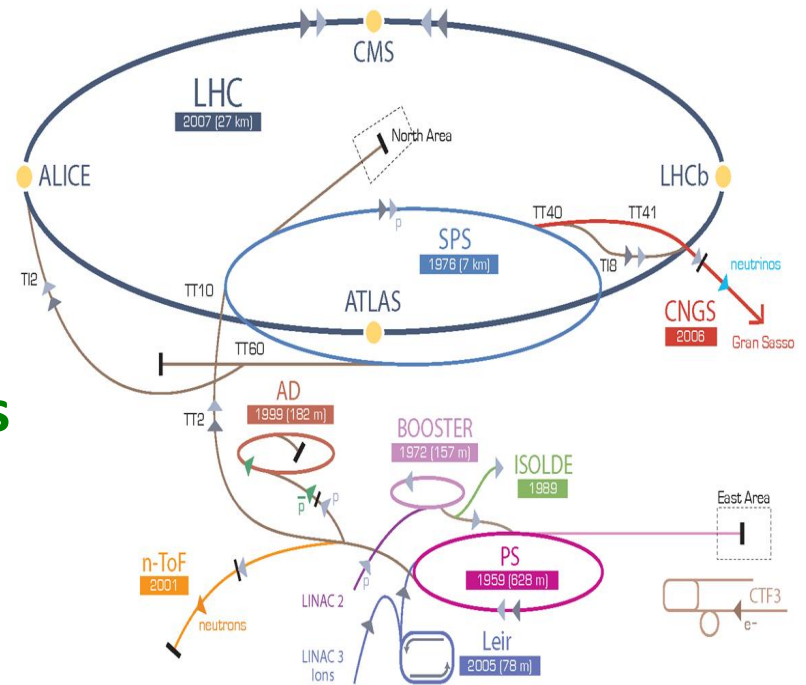 CMS
LHC
2007 (27 km)
North Area
ALICE
LHCb
TT40
TT41
p
SPS
1976 (7 km)
TI8
neutrinos
TI2
TT10
ATLAS
CNGS
2006
Gran Sasso
TT60
AD
1999 (182 m)
s
TT2
BOOSTER
1972 (157 m)
ISOLDE
1989
p
p
East Area
n-ToF
2001
PS
1959 (628 m)
p
LINAC 2
neutrons
CTF3
e-
Leir
2005 (78 m)
LINAC 3
Ions